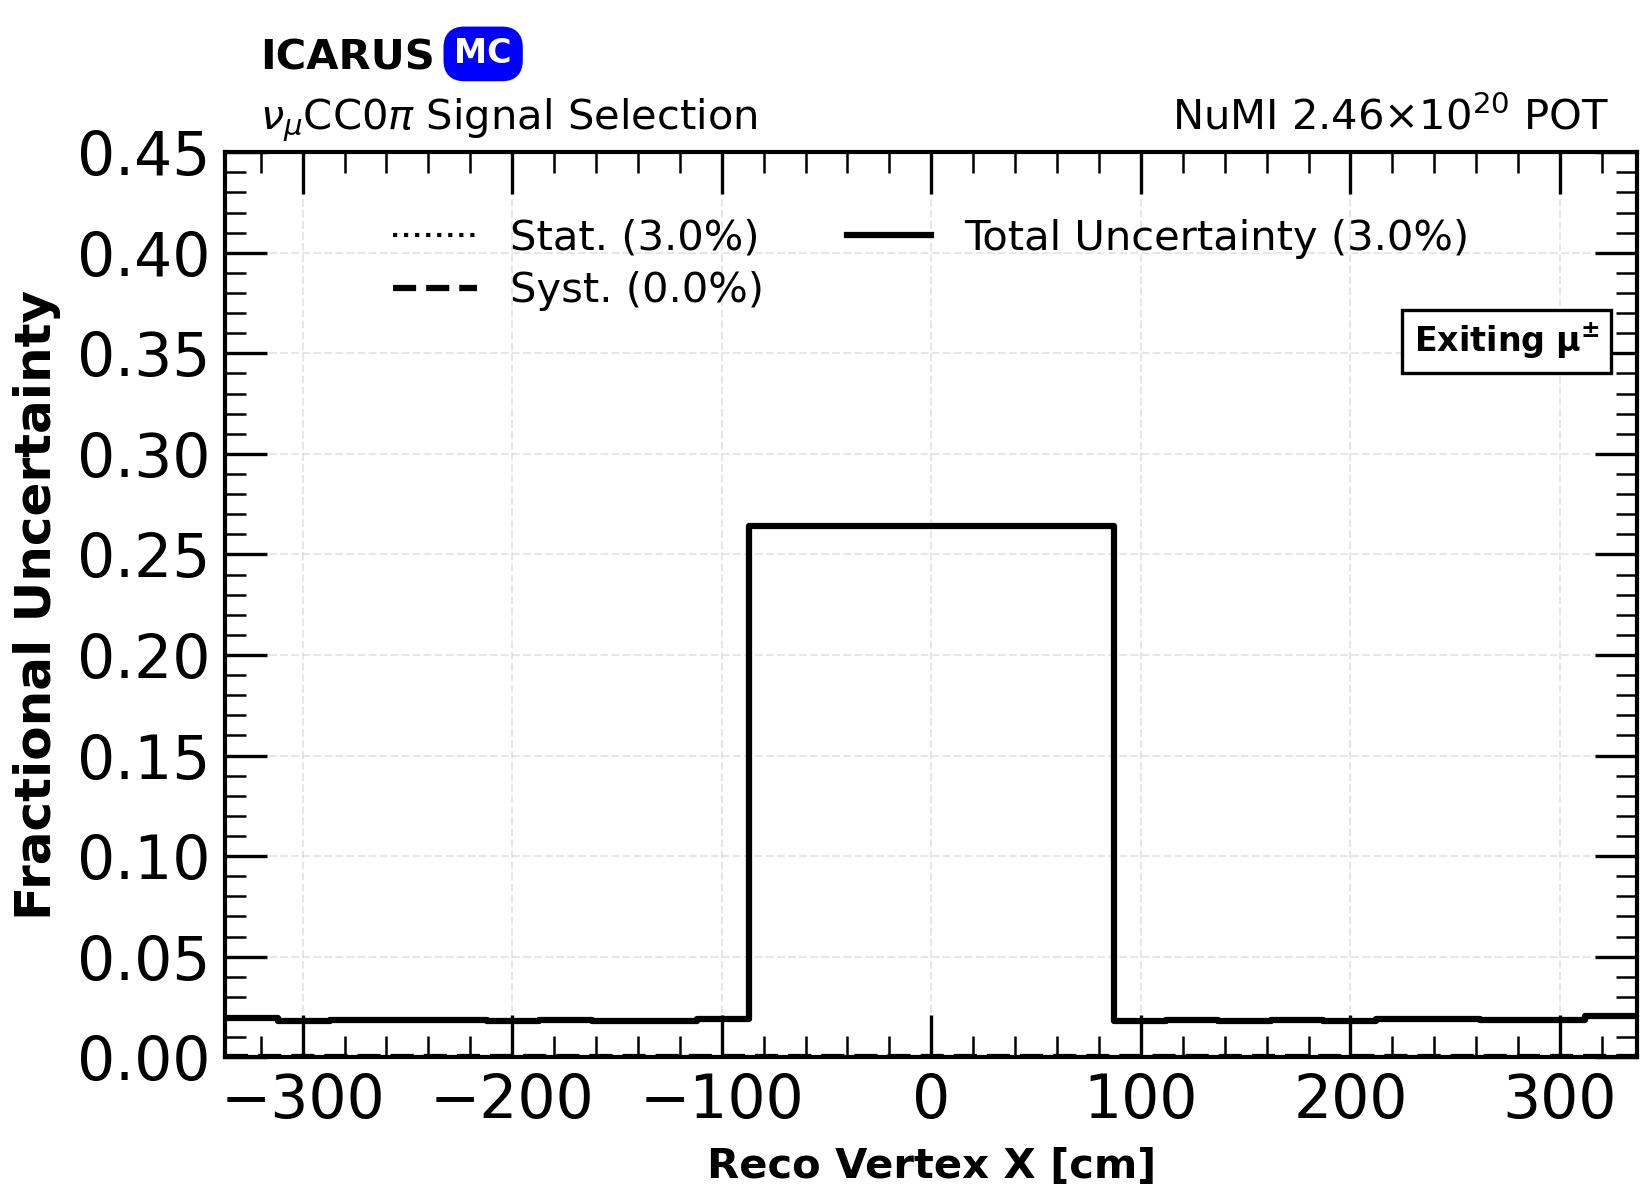 ICARUS MC
νμCC0π Signal Selection
NuMI 2.46×10²⁰ POT
0.45
0.40
0.35
0.30
0.25
0.20
0.15
0.10
0.05
0.00
Fractional Uncertainty
Stat. (3.0%)
Syst. (0.0%)
Total Uncertainty (3.0%)
Exiting μ±
−300 −200 −100 0 100 200 300
Reco Vertex X [cm]